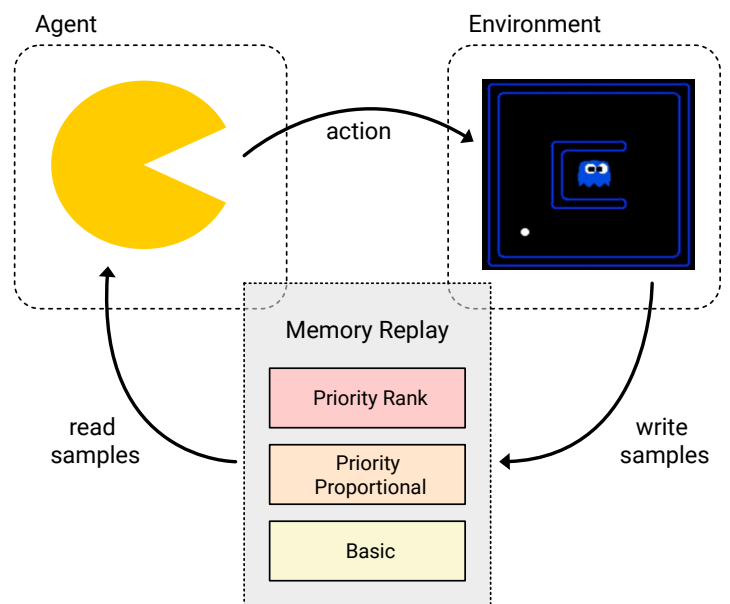 Agent
Environment
action
Memory Replay
Priority Rank
read
samples
write
samples
Priority
Proportional
Basic